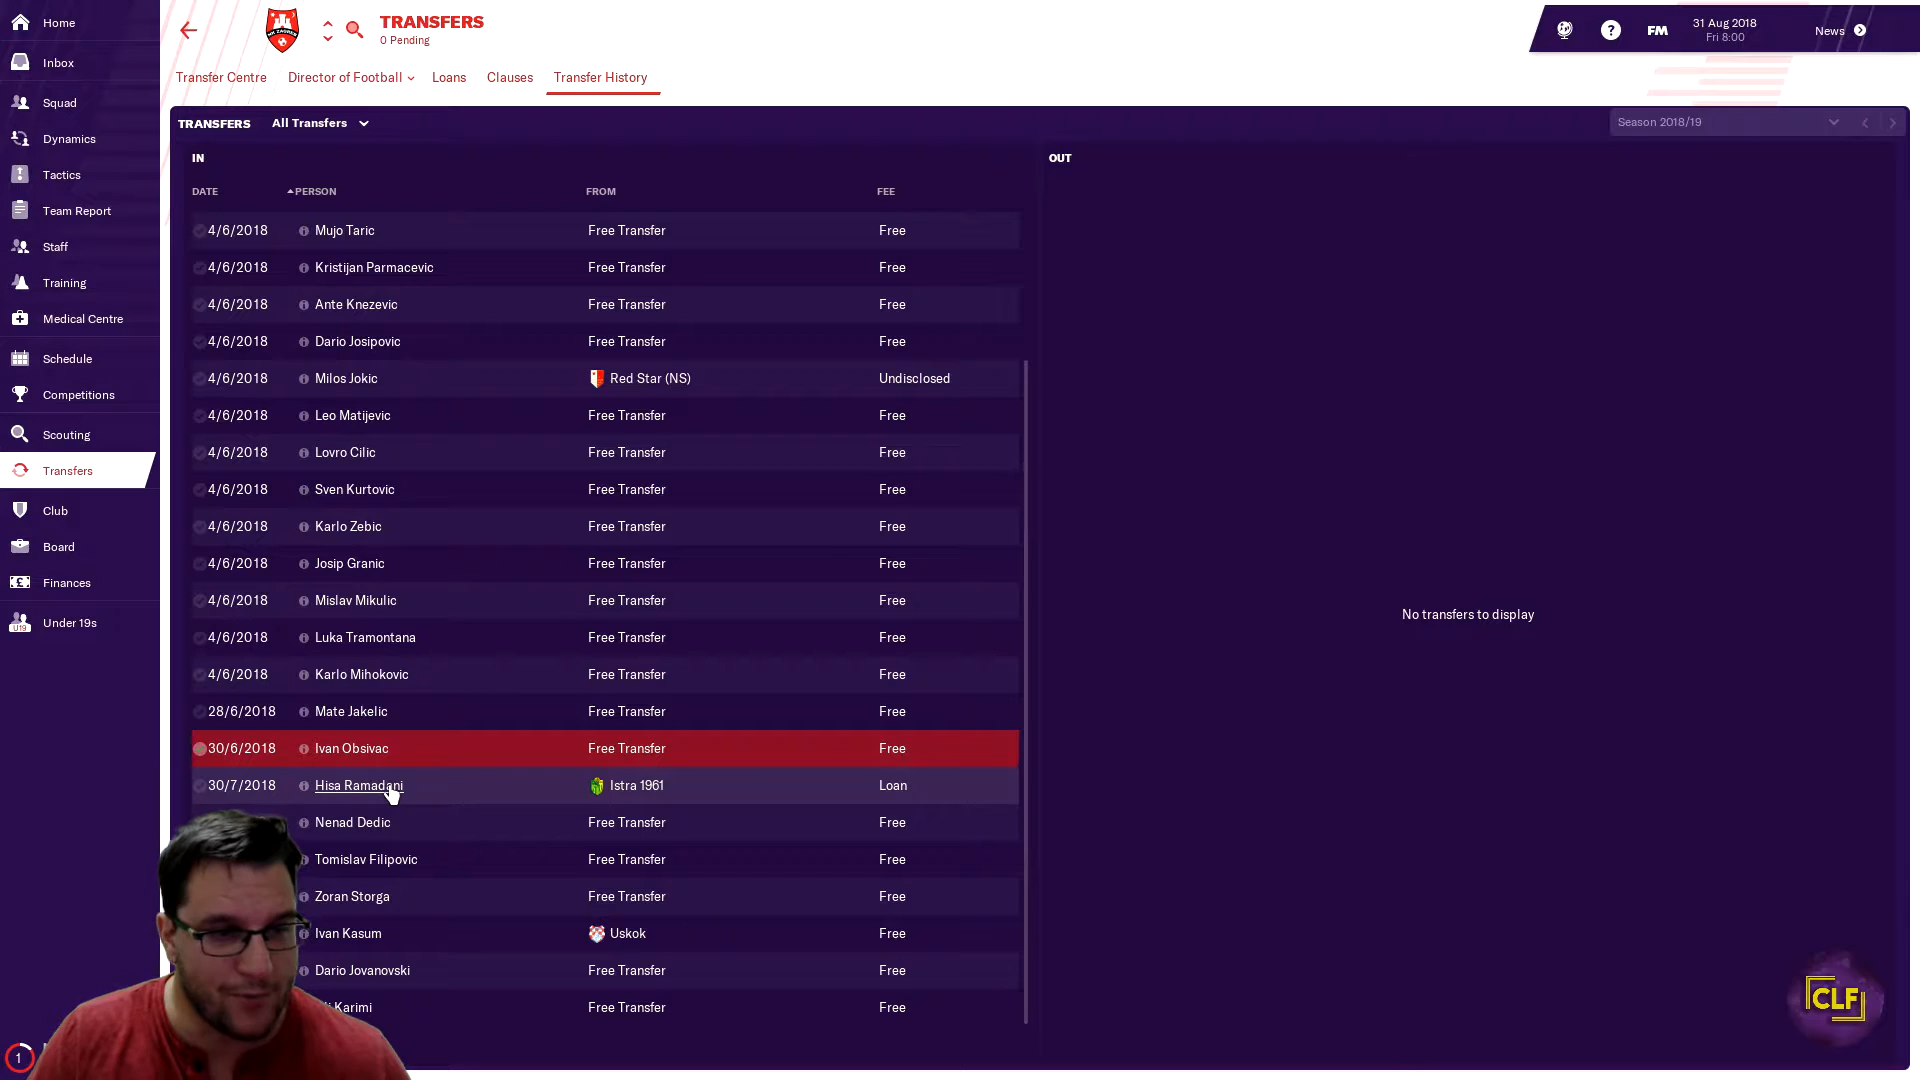 Home
Inbox
Squad
Dynamics
Tactics
Team Report
Staff
Training
Medical Centre
Schedule
Competitions
Scouting
Transfers
Club
Board
Finances
U19 Under 19s
1
NK ZAGREB
TRANSFERS
0 Pending
? FM 31 Aug 2018
Fri 8:00
News
Transfer Centre Director of Football Loans Clauses Transfer History
TRANSFERS All Transfers Season 2018/19
IN
OUT
DATE PERSON FROM FEE
4/6/2018 Mujo Taric Free Transfer Free
4/6/2018 Kristijan Parmacevic Free Transfer Free
4/6/2018 Ante Knezevic Free Transfer Free
4/6/2018 Dario Josipovic Free Transfer Free
4/6/2018 Milos Jokic Red Star (NS) Undisclosed
4/6/2018 Leo Matijevic Free Transfer Free
4/6/2018 Lovro Cilic Free Transfer Free
4/6/2018 Sven Kurtovic Free Transfer Free
4/6/2018 Karlo Zebic Free Transfer Free
4/6/2018 Josip Granic Free Transfer Free
4/6/2018 Mislav Mikulic Free Transfer Free
4/6/2018 Luka Tramontana Free Transfer Free
4/6/2018 Karlo Mihokovic Free Transfer Free
28/6/2018 Mate Jakelic Free Transfer Free
30/6/2018 Ivan Obsivac Free Transfer Free
30/7/2018 Hisa Ramadani Istra 1961 Loan
Nenad Dedic Free Transfer Free
Tomislav Filipovic Free Transfer Free
Zoran Storga Free Transfer Free
Ivan Kasum Uskok Free
Dario Jovanovski Free Transfer Free
Karimi Free Transfer Free
No transfers to display
CLF